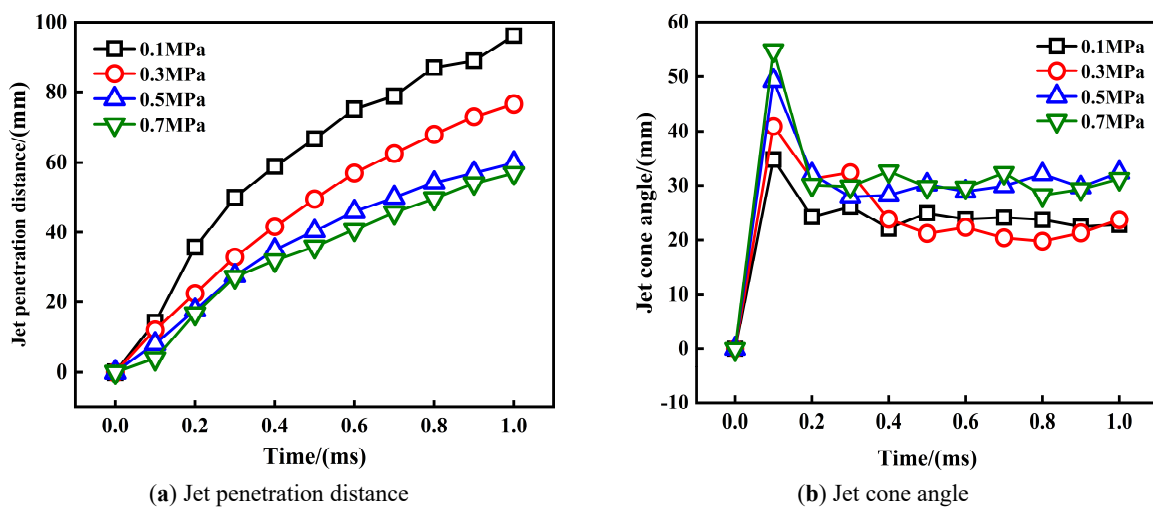 100
80
60
40
20
0
Jet penetration distance/(mm)
0.1MPa
0.3MPa
0.5MPa
0.7MPa
0.0 0.2 0.4 0.6 0.8 1.0
Time/(ms)
(a) Jet penetration distance
60
50
40
30
20
10
0
-10
Jet cone angle/(mm)
0.1MPa
0.3MPa
0.5MPa
0.7MPa
0.0 0.2 0.4 0.6 0.8 1.0
Time/(ms)
(b) Jet cone angle